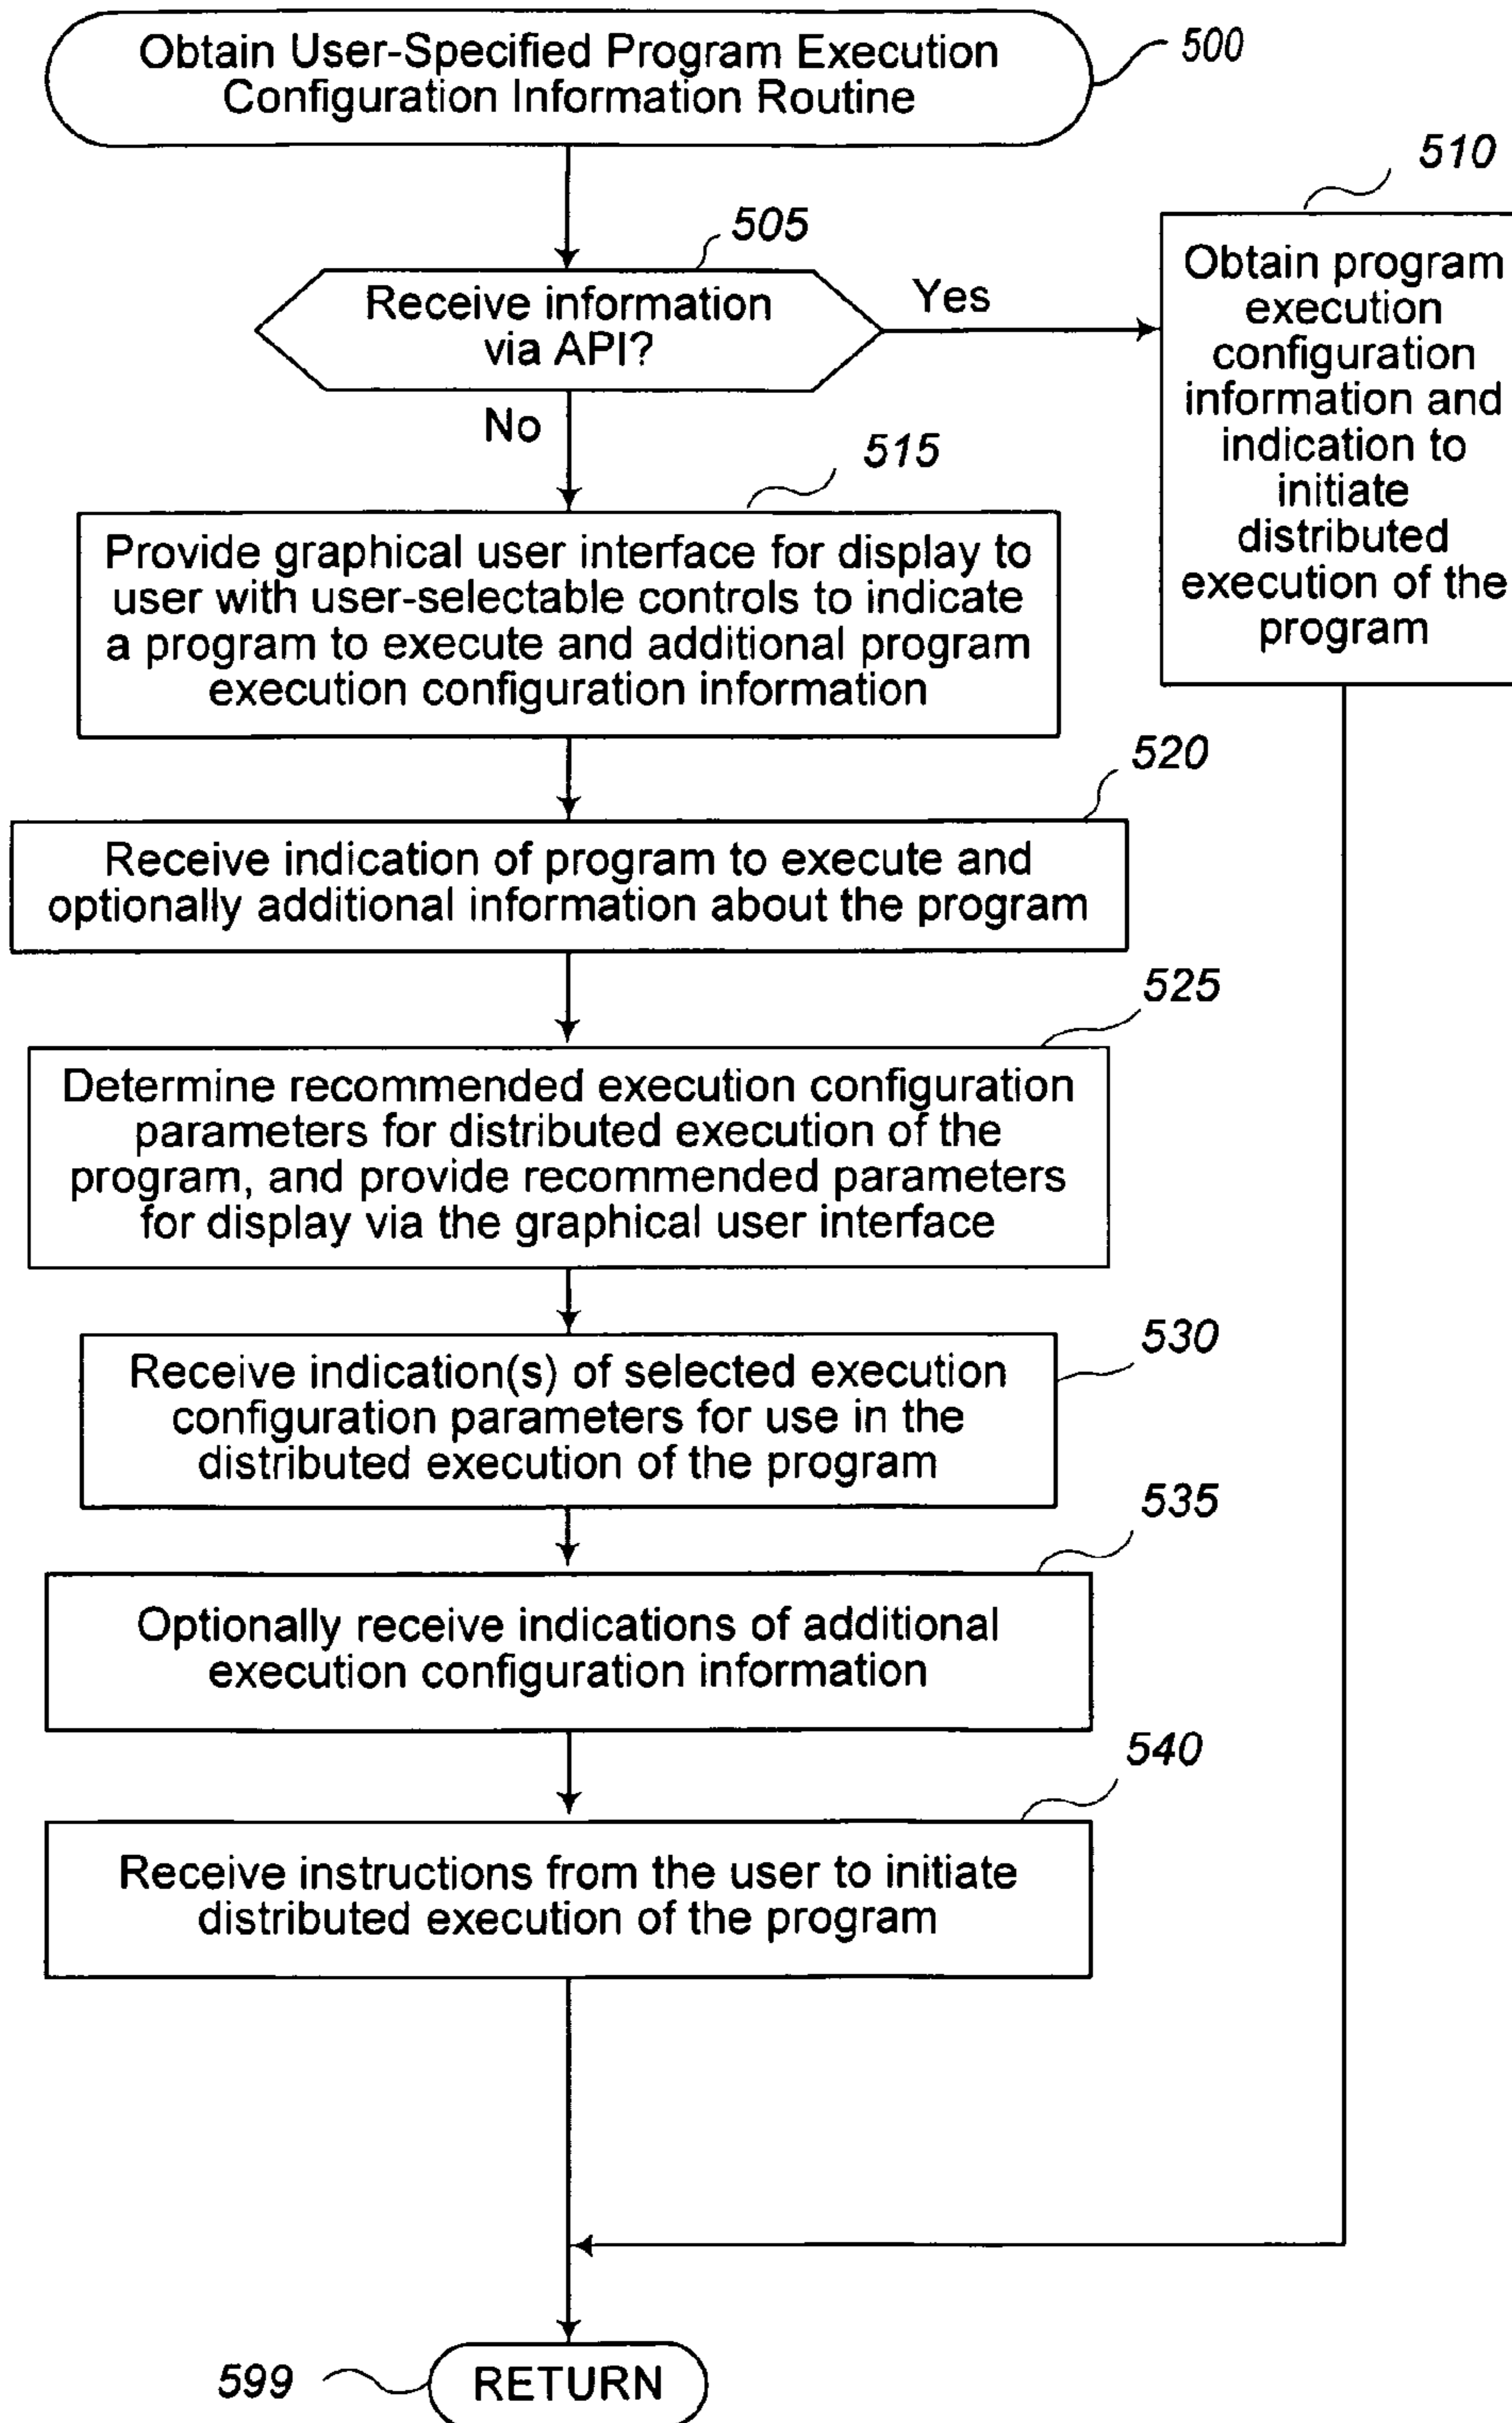 Obtain User-Specified Program Execution
Configuration Information Routine
500
505
Receive information
via API?
Yes
No
510
Obtain program
execution
configuration
information and
indication to
initiate
distributed
execution of the
program
515
Provide graphical user interface for display to
user with user-selectable controls to indicate
a program to execute and additional program
execution configuration information
520
Receive indication of program to execute and
optionally additional information about the program
525
Determine recommended execution configuration
parameters for distributed execution of the
program, and provide recommended parameters
for display via the graphical user interface
530
Receive indication(s) of selected execution
configuration parameters for use in the
distributed execution of the program
535
Optionally receive indications of additional
execution configuration information
540
Receive instructions from the user to initiate
distributed execution of the program
599
RETURN